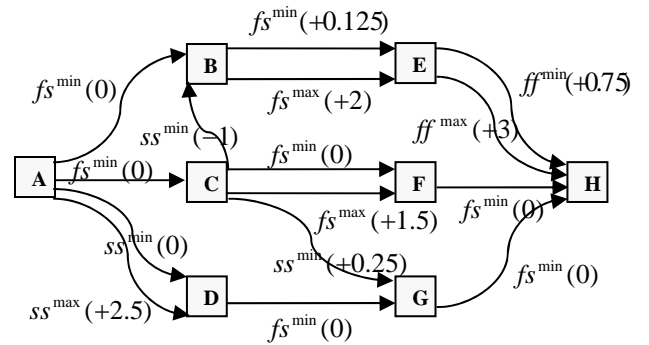 fs^min(+0.125)
B
E
fs^min(0)
fs^max(+2)
ff^min(+0.75)
ss^min(−1)
ff^max(+3)
fs^min(0)
fs^min(0)
A
C
F
H
fs^max(+1.5)
fs^min(0)
ss^min(0)
ss^min(+0.25)
fs^min(0)
D
G
ss^max(+2.5)
fs^min(0)